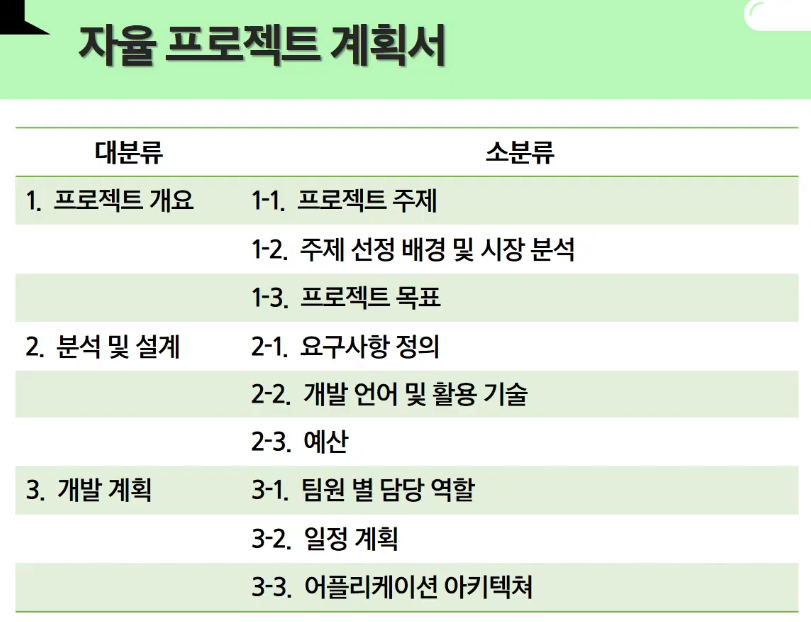 자율 프로젝트 계획서
대분류 소분류
1. 프로젝트 개요 1-1. 프로젝트 주제
1-2. 주제 선정 배경 및 시장 분석
1-3. 프로젝트 목표
2. 분석 및 설계 2-1. 요구사항 정의
2-2. 개발 언어 및 활용 기술
2-3. 예산
3. 개발 계획 3-1. 팀원 별 담당 역할
3-2. 일정 계획
3-3. 어플리케이션 아키텍쳐